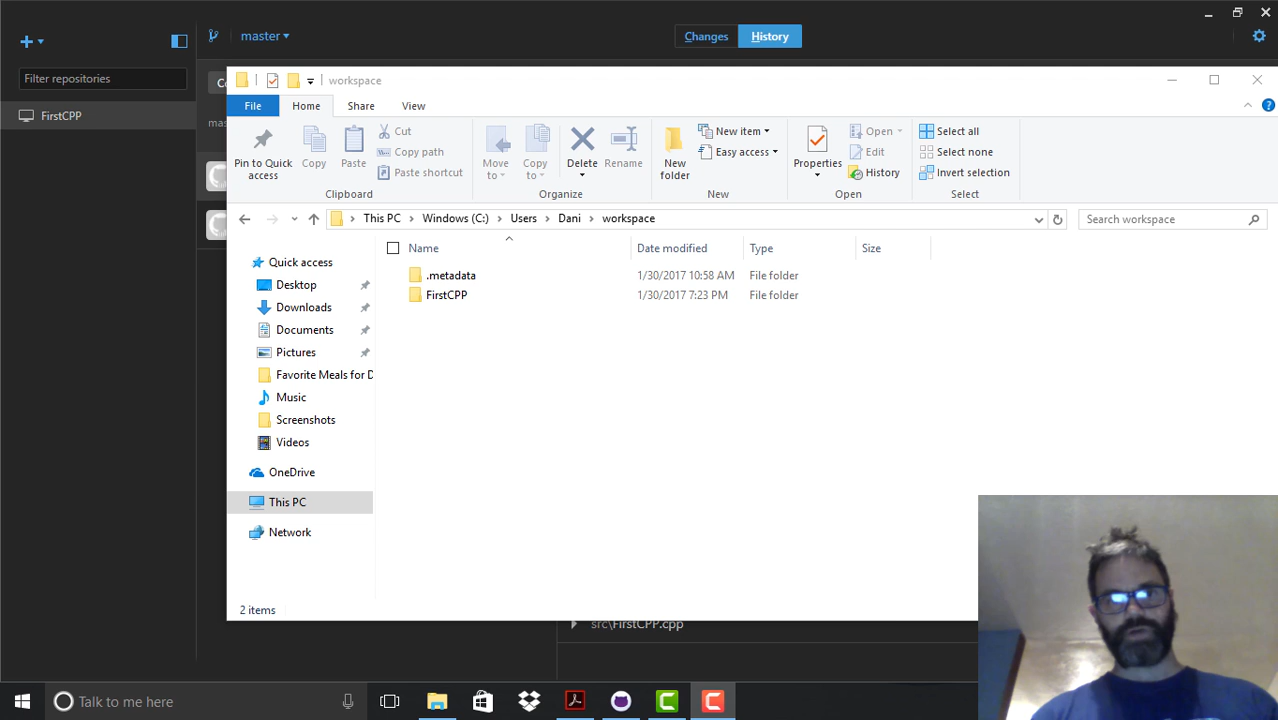 master
Changes
History
Filter repositories
FirstCPP
workspace
File
Home
Share
View
Pin to Quick
access
Copy
Paste
Cut
Copy path
Paste shortcut
Clipboard
Move
to
Copy
to
Delete
Rename
Organize
New
folder
New item
Easy access
New
Properties
Open
Edit
History
Open
Select all
Select none
Invert selection
Select
This PC > Windows (C:) > Users > Dani > workspace
Search workspace
Name
Date modified
Type
Size
.metadata
1/30/2017 10:58 AM
File folder
FirstCPP
1/30/2017 7:23 PM
File folder
Quick access
Desktop
Downloads
Documents
Pictures
Favorite Meals for D
Music
Screenshots
Videos
OneDrive
This PC
Network
2 items
src\FirstCPP.cpp
Talk to me here